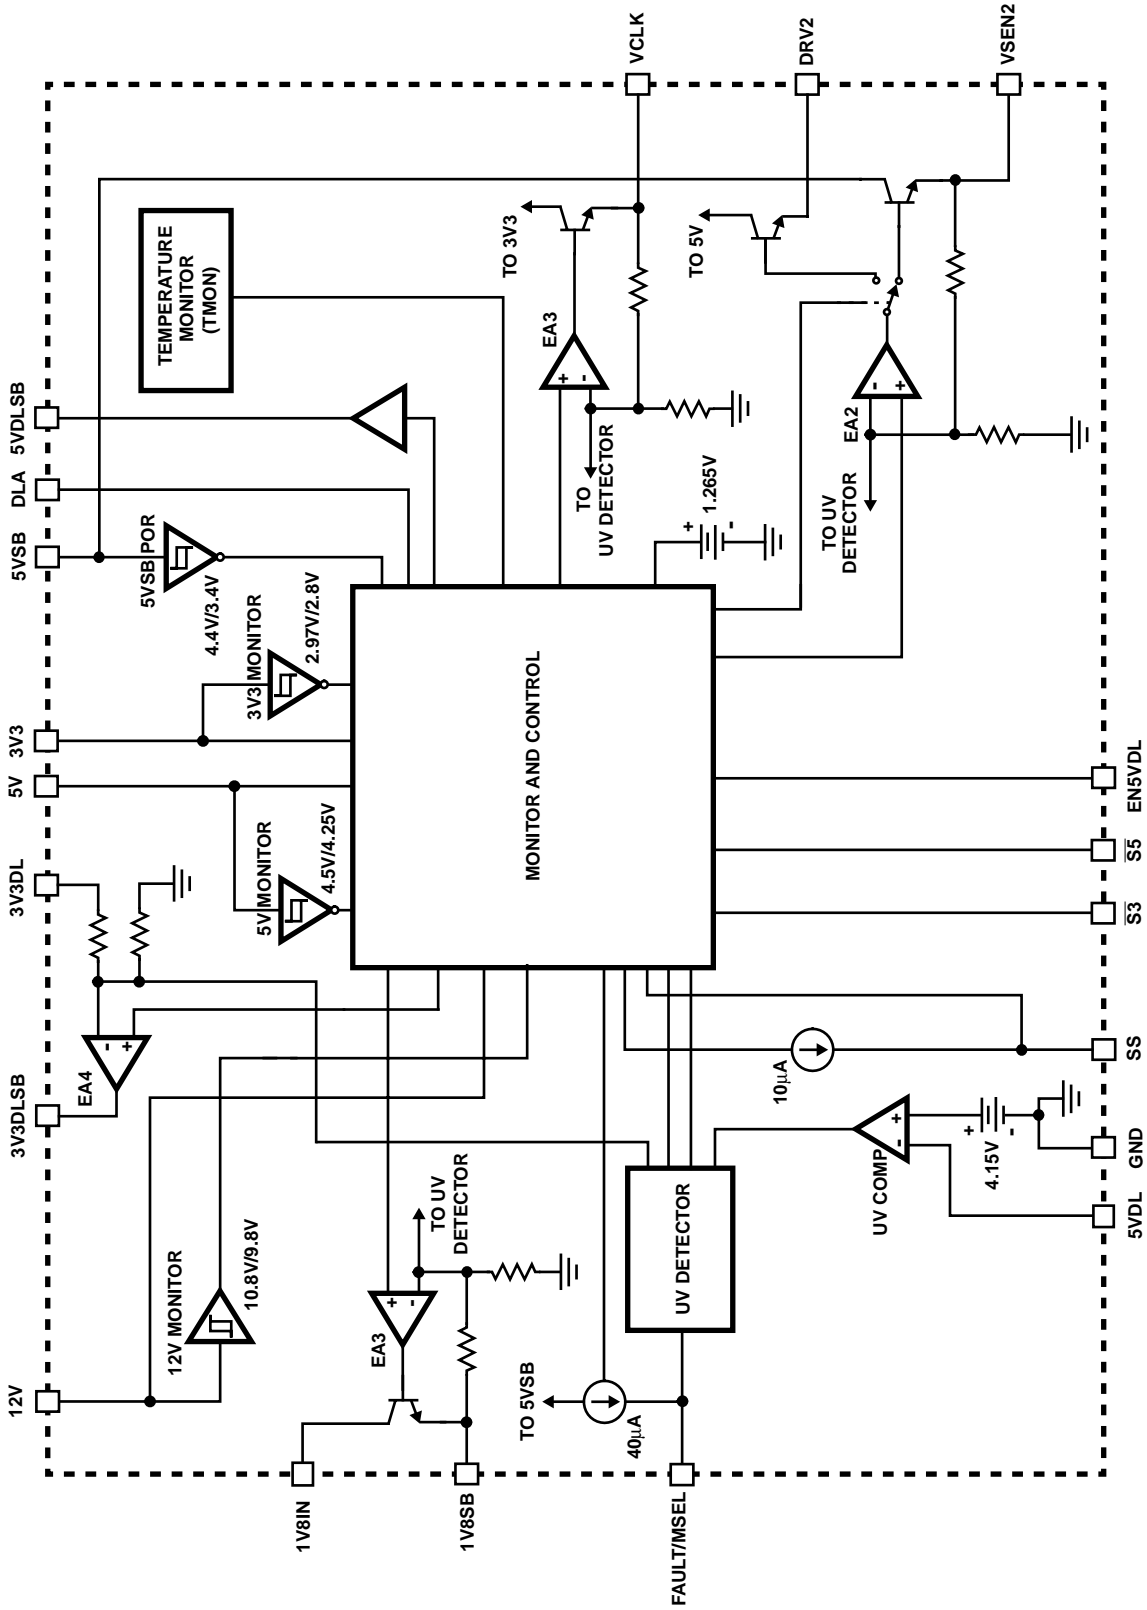 12V
3V3DLSB
3V3DL
5V
3V3
5VSB
DLA
5VDLSB
12V MONITOR
10.8V/9.8V
EA4
+
-
5V MONITOR
4.5V/4.25V
3V3 MONITOR
2.97V/2.8V
5VSB POR
4.4V/3.4V
TEMPERATURE
MONITOR
(TMON)
1V8IN
1V8SB
EA3
+
-
TO UV
DETECTOR
MONITOR AND CONTROL
EA3
+
-
TO 3V3
VCLK
TO
UV DETECTOR
1.265V
+
-
TO 5V
DRV2
EA2
-
+
TO UV
DETECTOR
VSEN2
TO 5VSB
40µA
FAULT/MSEL
UV DETECTOR
UV COMP
-
+
4.15V
+
-
10µA
5VDL
GND
SS
S3
S5
EN5VDL